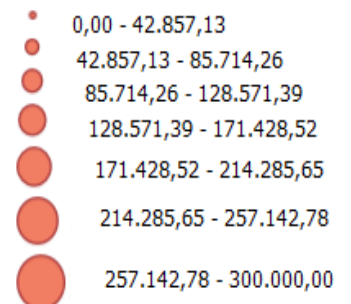 0,00 - 42.857,13
42.857,13 - 85.714,26
85.714,26 - 128.571,39
128.571,39 - 171.428,52
171.428,52 - 214.285,65
214.285,65 - 257.142,78
257.142,78 - 300.000,00